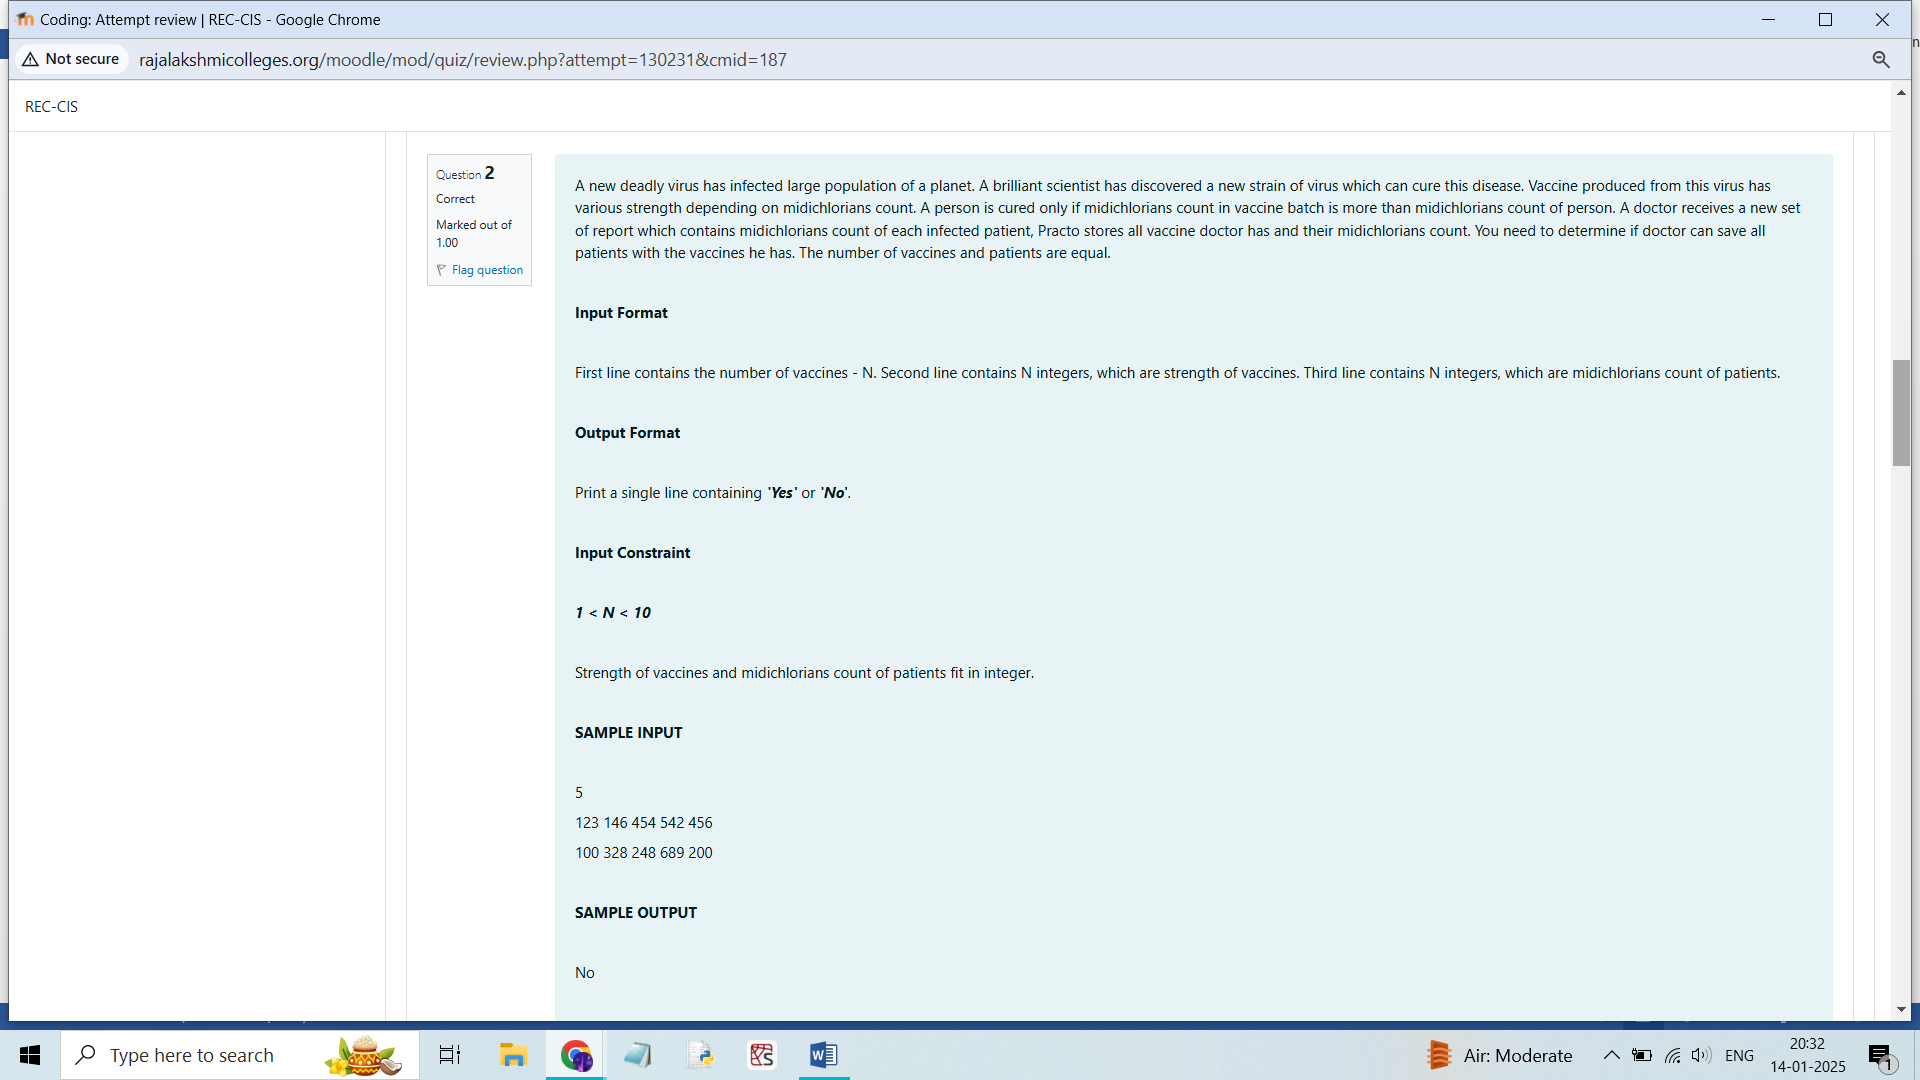 Coding: Attempt review | REC-CIS - Google Chrome
Not secure
rajalakshmicolleges.org/moodle/mod/quiz/review.php?attempt=130231&cmid=187
REC-CIS
Question 2
Correct
Marked out of
1.00
Flag question
A new deadly virus has infected large population of a planet. A brilliant scientist has discovered a new strain of virus which can cure this disease. Vaccine produced from this virus has
various strength depending on midichlorians count. A person is cured only if midichlorians count in vaccine batch is more than midichlorians count of person. A doctor receives a new set
of report which contains midichlorians count of each infected patient, Practo stores all vaccine doctor has and their midichlorians count. You need to determine if doctor can save all
patients with the vaccines he has. The number of vaccines and patients are equal.
Input Format
First line contains the number of vaccines - N. Second line contains N integers, which are strength of vaccines. Third line contains N integers, which are midichlorians count of patients.
Output Format
Print a single line containing 'Yes' or 'No'.
Input Constraint
1 < N < 10
Strength of vaccines and midichlorians count of patients fit in integer.
SAMPLE INPUT
5
123 146 454 542 456
100 328 248 689 200
SAMPLE OUTPUT
No
Type here to search
Air: Moderate
ENG
20:32
14-01-2025
1